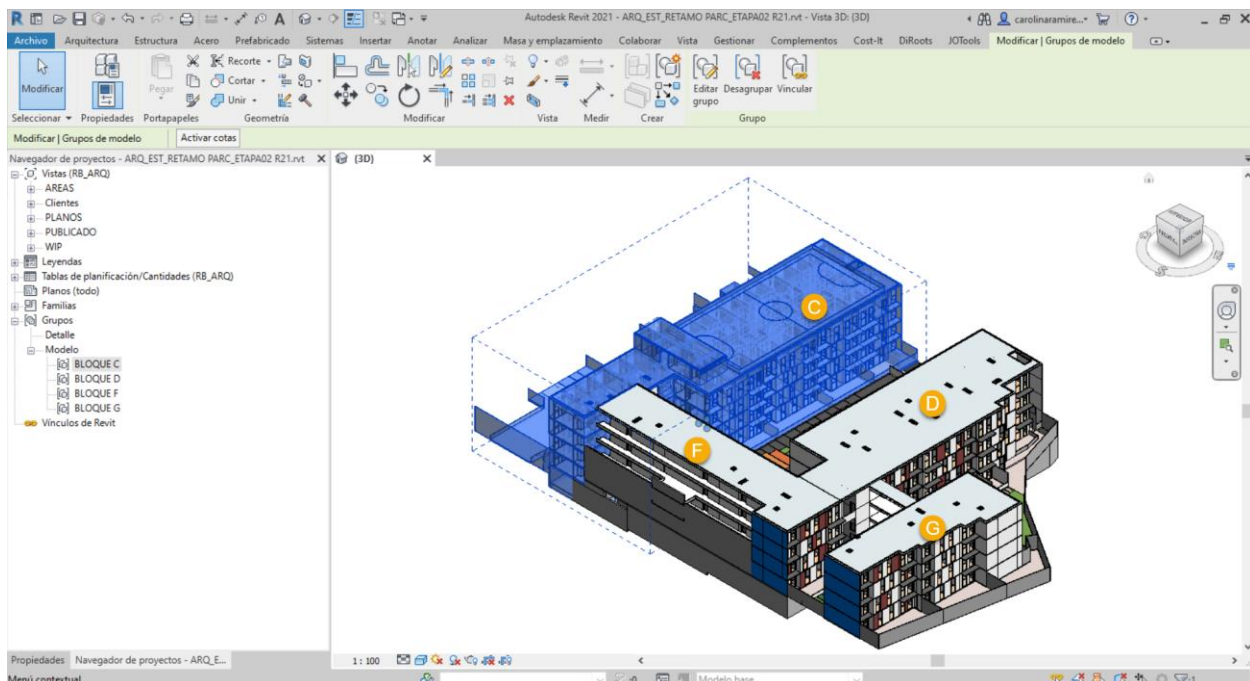 Autodesk Revit 2021 - ARQ_EST_RETAMO PARC_ETAPA02 R21.rvt - Vista 3D: {3D}
carolinaramire...
Archivo Arquitectura Estructura Acero Prefabricado Sistemas Insertar Anotar Analizar Masa y emplazamiento Colaborar Vista Gestionar Complementos Cost-It DiRoots JOTools Modificar | Grupos de modelo
Modificar
Pegar
Recorte
Cortar
Unir
Editar grupo
Desagrupar
Vincular
Seleccionar Propiedades Portapapeles Geometría Modificar Vista Medir Crear Grupo
Modificar | Grupos de modelo Activar cotas
Navegador de proyectos - ARQ_EST_RETAMO PARC_ETAPA02 R21.rvt
{3D}
Vistas (RB_ARQ)
AREAS
Clientes
PLANOS
PUBLICADO
WIP
Leyendas
Tablas de planificación/Cantidades (RB_ARQ)
Planos (todo)
Familias
Grupos
Detalle
Modelo
BLOQUE C
BLOQUE D
BLOQUE F
BLOQUE G
Vínculos de Revit
C
D
F
G
Propiedades Navegador de proyectos - ARQ_E...
1 : 100
Menú contextual
:0
Modelo base
:1